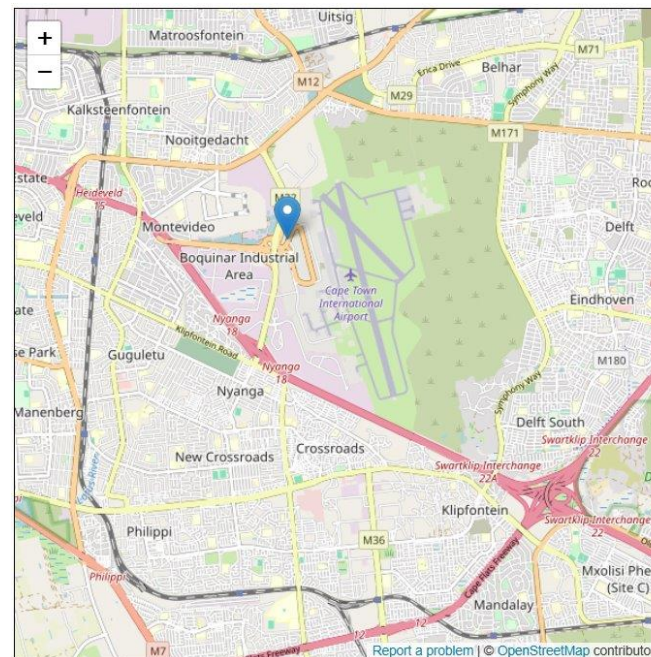 Uitsig
+
−
Matroosfontein
M71
Erica Drive
Belhar
M12
M29
Symphony Way
Kalksteenfontein
M171
Nooitgedacht
Estate
Heideveld
15
Montevideo
Delft
Boquinar Industrial
Area
Cape Town
International
Airport
Eindhoven
Nyanga
18
Klipfontein Road
Guguletu
Nyanga
18
M180
se Park
Nyanga
Symphony Way
Manenberg
Delft South
Swartklip Interchange
22
Crossroads
New Crossroads
Swartklip Interchange
22A
Klipfontein
Swartklip Interchange
22
Philippi
M36
Philippi
Cape Flats Freeway
Mxolisi Phe
(Site C)
Mandalay
M7
Flats Freeway
12
12
Report a problem | © OpenStreetMap contributo